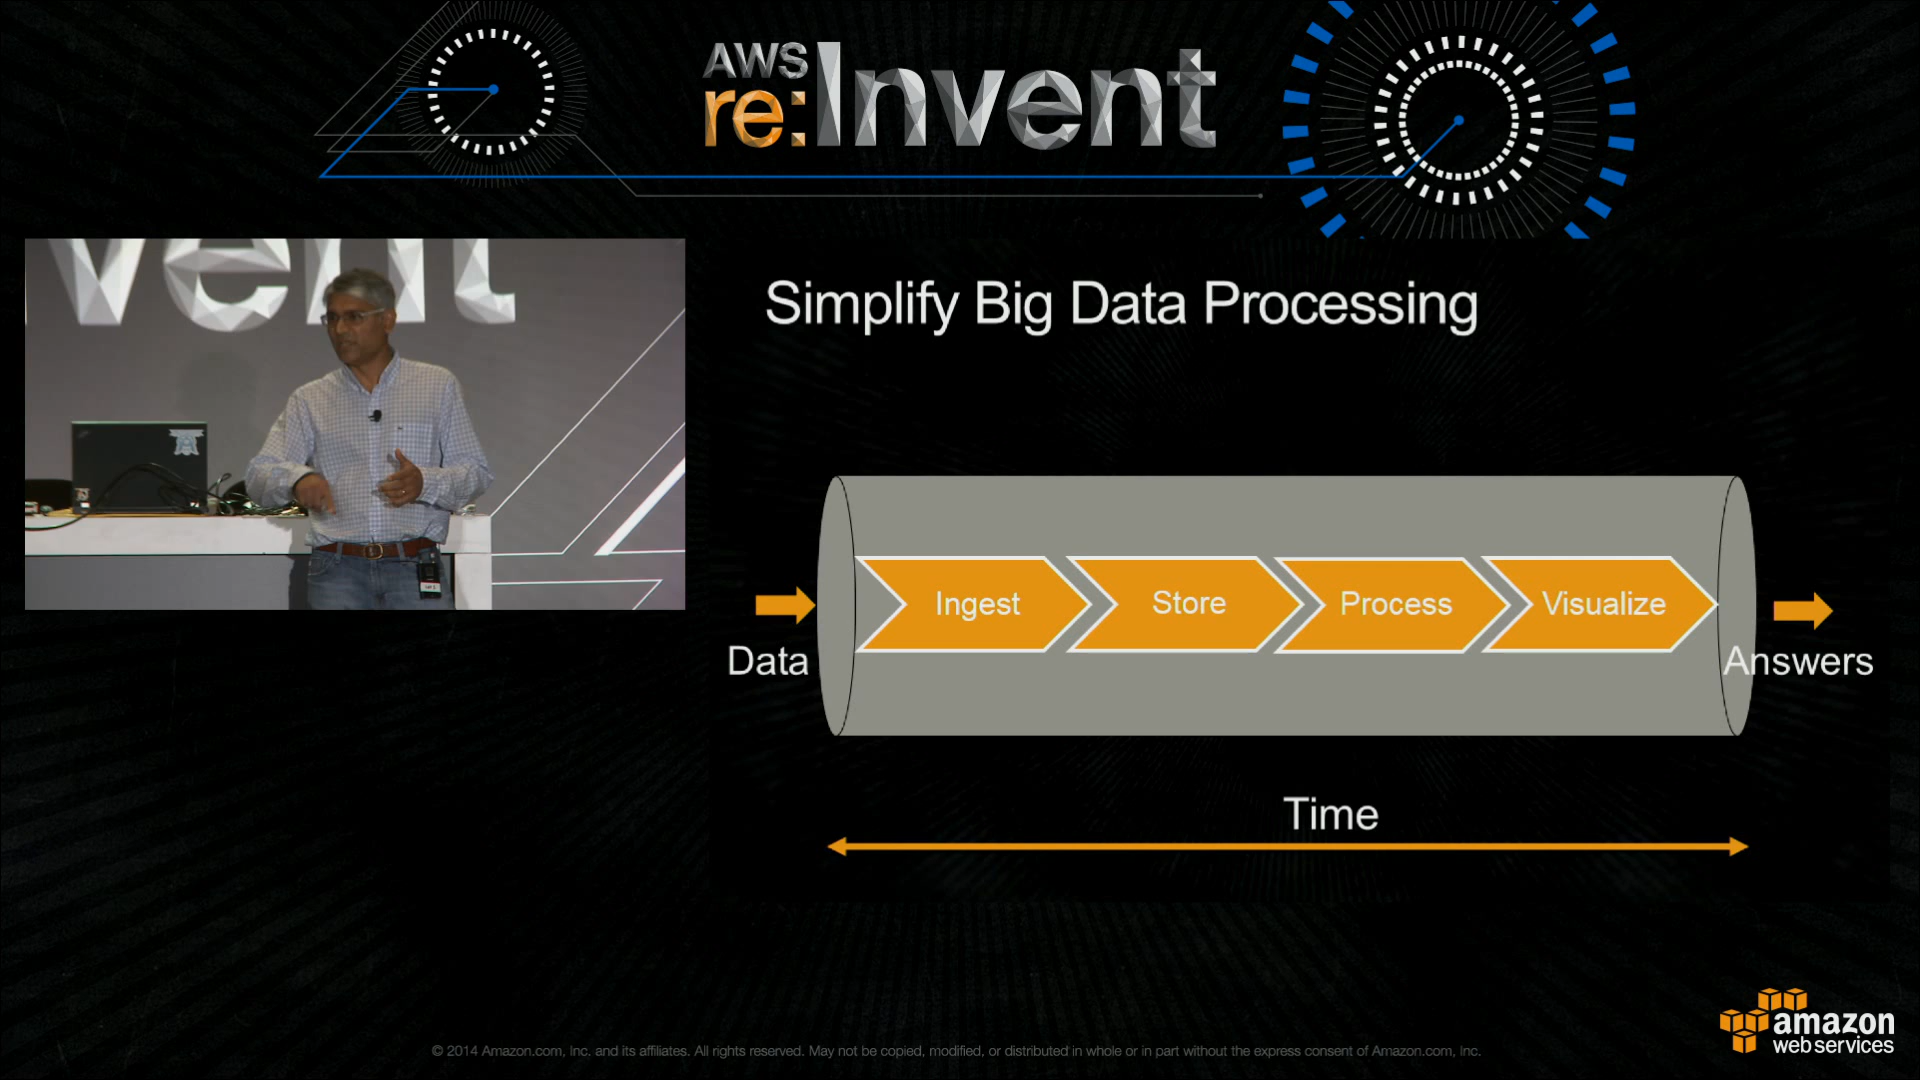 AWS
re:Invent
vent
Simplify Big Data Processing
Ingest
Store
Process
Visualize
Data
Answers
Time
amazon
web services
© 2014 Amazon.com, Inc. and its affiliates. All rights reserved. May not be copied, modified, or distributed in whole or in part without the express consent of Amazon.com, Inc.